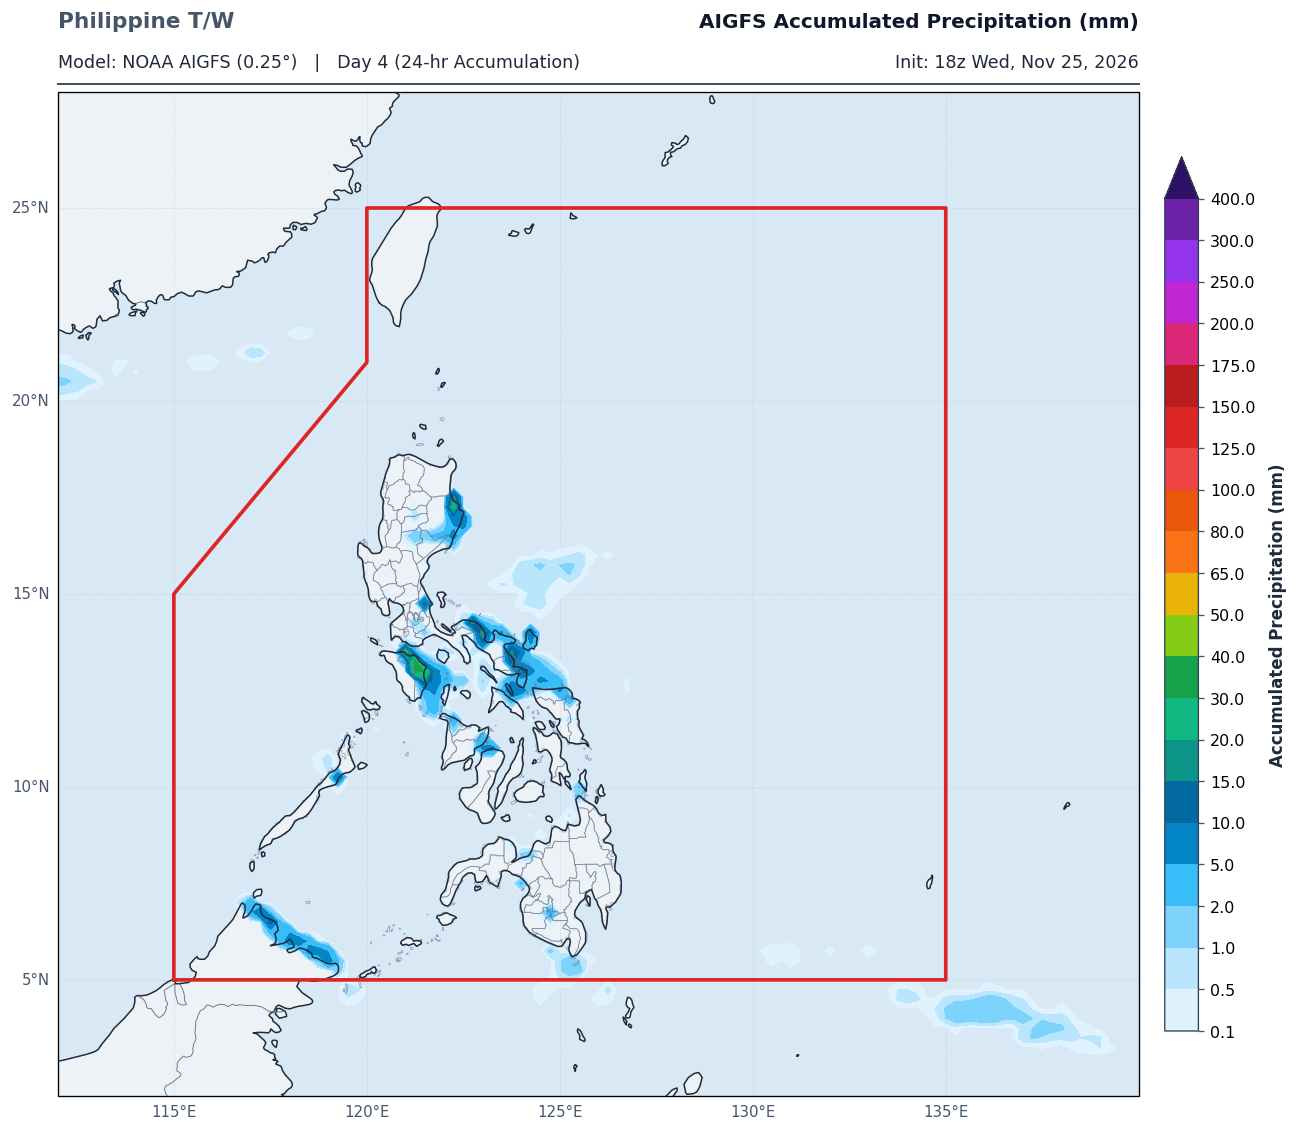 Philippine T/W
AIGFS Accumulated Precipitation (mm)
Model: NOAA AIGFS (0.25°)   |   Day 4 (24-hr Accumulation)
Init: 18z Wed, Nov 25, 2026
25°N
20°N
15°N
10°N
5°N
115°E
120°E
125°E
130°E
135°E
400.0
300.0
250.0
200.0
175.0
150.0
125.0
100.0
80.0
65.0
50.0
40.0
30.0
20.0
15.0
10.0
5.0
2.0
1.0
0.5
0.1
Accumulated Precipitation (mm)